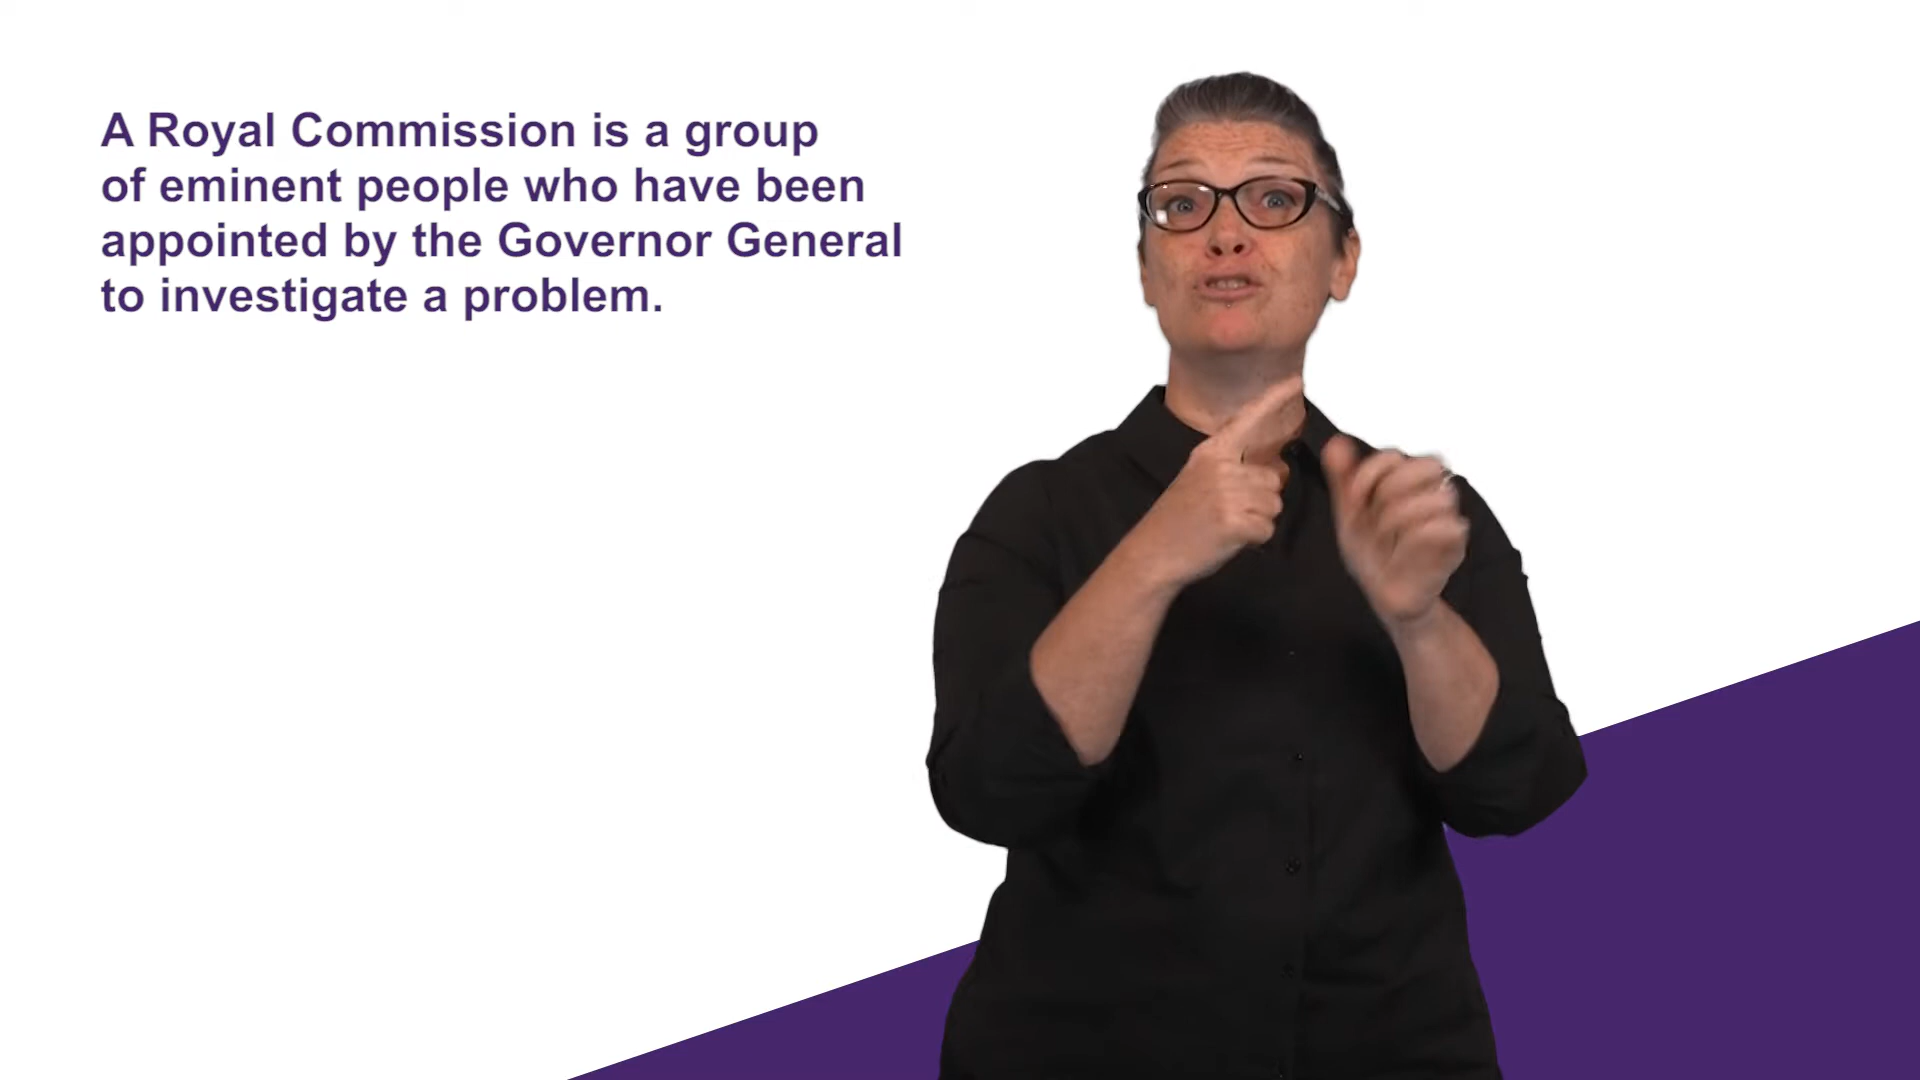 A Royal Commission is a group
of eminent people who have been
appointed by the Governor General
to investigate a problem.